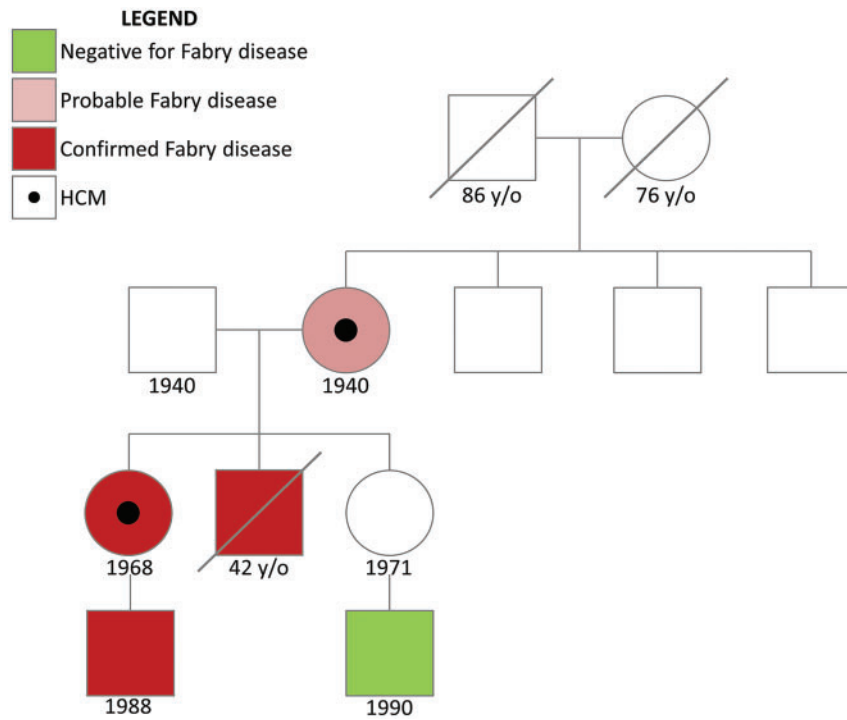 LEGEND
Negative for Fabry disease
Probable Fabry disease
Confirmed Fabry disease
HCM
86 y/o 76 y/o
1940 1940
1968 42 y/o 1971
1988 1990